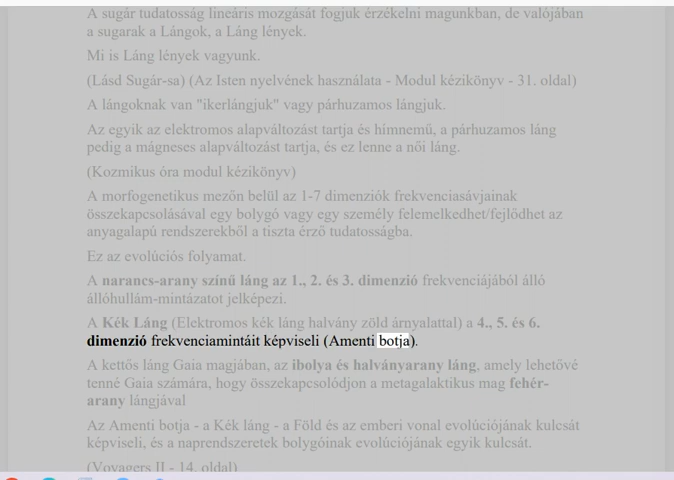 A sugár tudatosság lineáris mozgását fogjuk érzékelni magunkban, de valójában
a sugarak a Lángok, a Láng lények.
Mi is Láng lények vagyunk.
(Lásd Sugár-sa) (Az Isten nyelvének használata - Modul kézikönyv - 31. oldal)
A lángoknak van "ikerlángjuk" vagy párhuzamos lángjuk.
Az egyik az elektromos alapváltozást tartja és hímnemű, a párhuzamos láng
pedig a mágneses alapváltozást tartja, és ez lenne a női láng.
(Kozmikus óra modul kézikönyv)
A morfogenetikus mezőn belül az 1-7 dimenziók frekvenciasávjainak
összekapcsolásával egy bolygó vagy egy személy felemelkedhet/fejlődhet az
anyagalapú rendszerekből a tiszta érző tudatosságba.
Ez az evolúciós folyamat.
A narancs-arany színű láng az 1., 2. és 3. dimenzió frekvenciájából álló
állóhullám-mintázatot jelképezi.
A Kék Láng (Elektromos kék láng halvány zöld árnyalattal) a 4., 5. és 6.
dimenzió frekvenciamintáit képviseli (Amenti botja).
A kettős láng Gaia magjában, az ibolya és halványarany láng, amely lehetővé
tenné Gaia számára, hogy összekapcsolódjon a metagalaktikus mag fehér-
arany lángjával
Az Amenti botja - a Kék láng - a Föld és az emberi vonal evolúciójának kulcsát
képviseli, és a naprendszeretek bolygóinak evolúciójának egyik kulcsát.
(Voyagers II - 14. oldal)